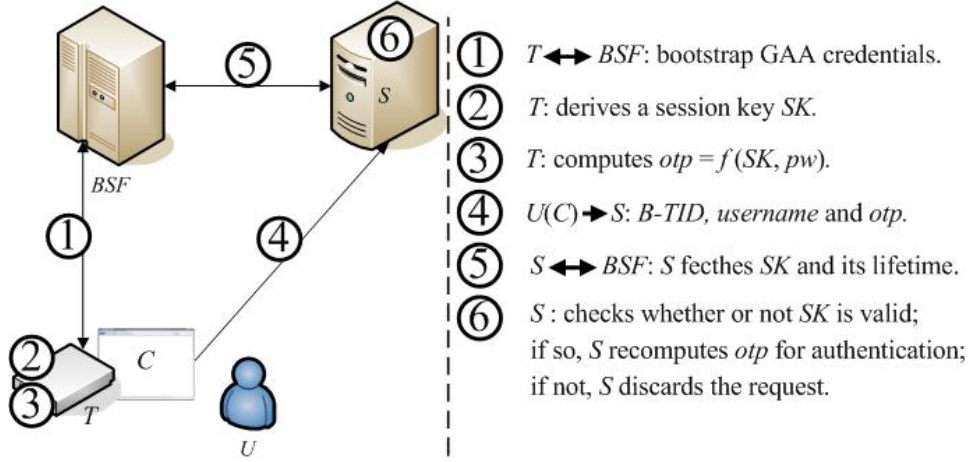 BSF
5
6
S
1
4
2
3
T
C
U
1 T ↔ BSF: bootstrap GAA credentials.
2 T: derives a session key SK.
3 T: computes otp = f (SK, pw).
4 U(C) → S: B-TID, username and otp.
5 S ↔ BSF: S fecthes SK and its lifetime.
6 S : checks whether or not SK is valid;
if so, S recomputes otp for authentication;
if not, S discards the request.